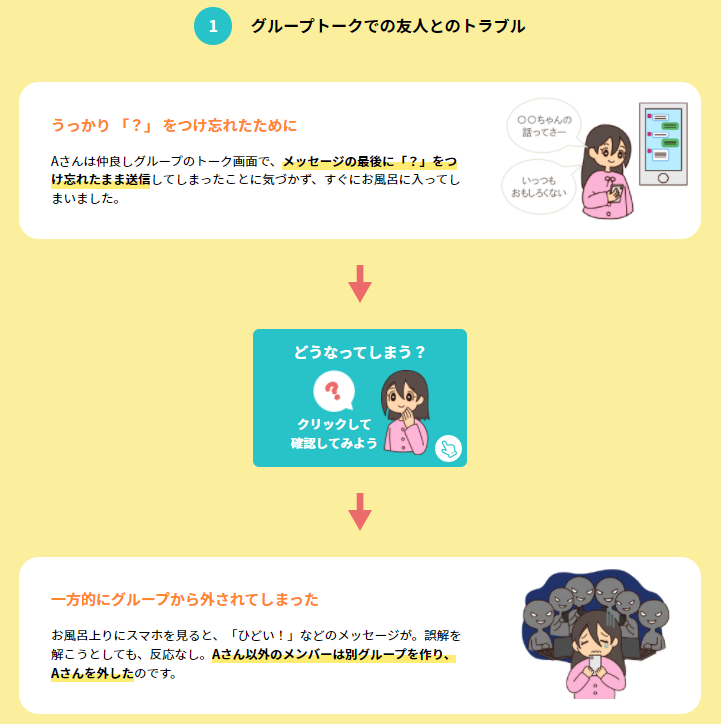 1 グループトークでの友人とのトラブル
うっかり「？」をつけ忘れたために
Aさんは仲良しグループのトーク画面で、メッセージの最後に「？」をつ
け忘れたまま送信してしまったことに気づかず、すぐにお風呂に入ってし
まいました。
〇〇ちゃんの
話ってさー
いっつも
おもしろくない
どうなってしまう？
?
クリックして
確認してみよう
一方的にグループから外されてしまった
お風呂上りにスマホを見ると、「ひどい！」などのメッセージが。誤解を
解こうとしても、反応なし。Aさん以外のメンバーは別グループを作り、
Aさんを外したのです。